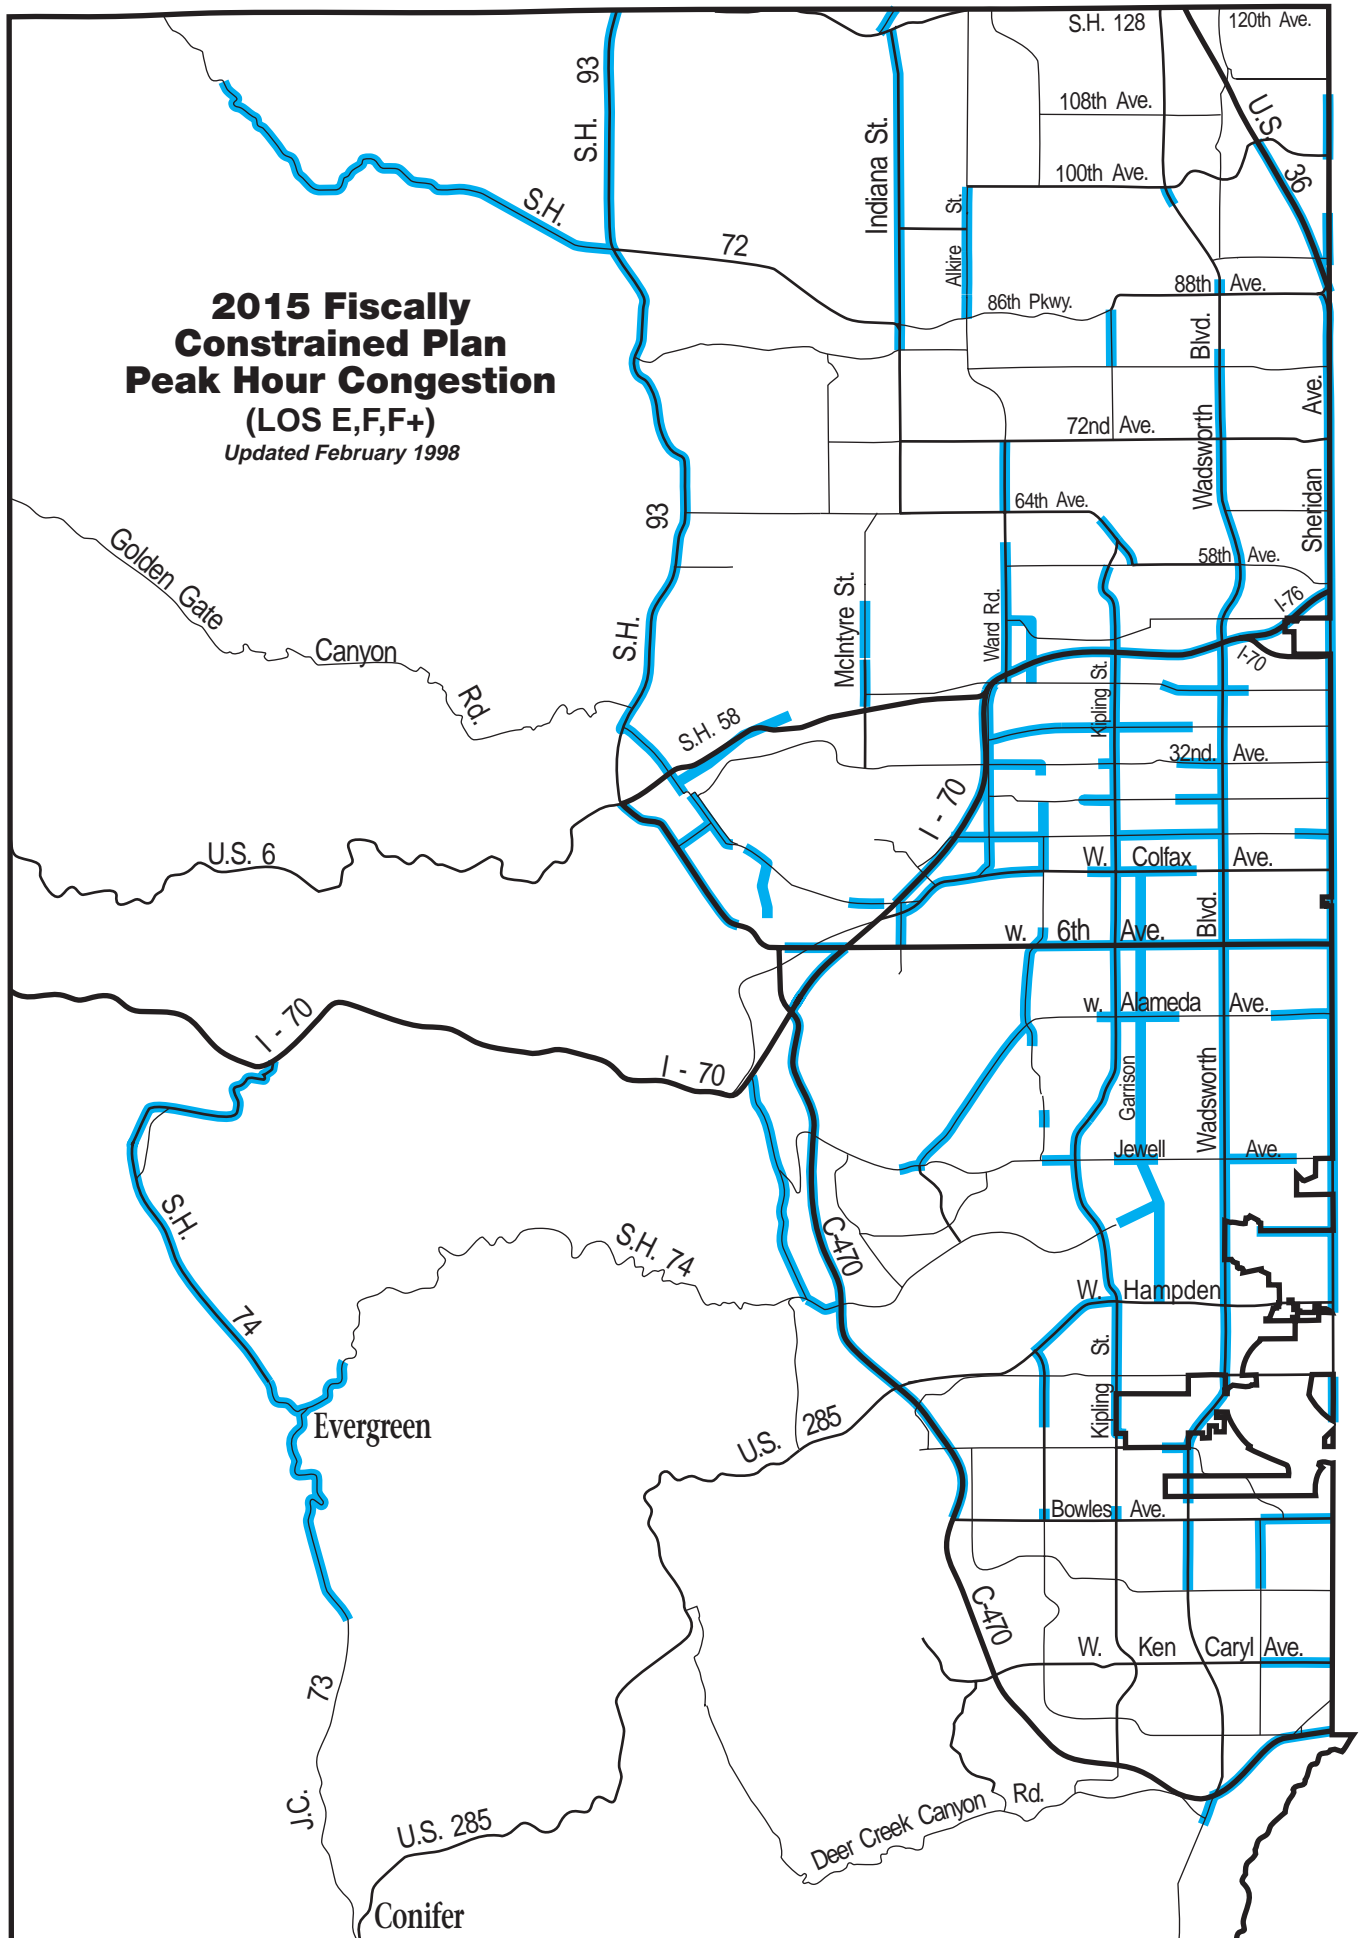 S.H. 128
120th Ave.
93
S.H.
108th Ave.
U.S.
36
Indiana St.
100th Ave.
St.
Alkire
S.H.
72
88th Ave.
86th Pkwy.
2015 Fiscally
Constrained Plan
Peak Hour Congestion
(LOS E,F,F+)
Updated February 1998
Blvd.
Wadsworth
Ave.
Sheridan
72nd Ave.
64th Ave.
93
S.H.
58th Ave.
Golden Gate
Canyon
Rd.
McIntyre St.
Ward Rd.
I-76
I-70
Kipling St.
S.H. 58
32nd. Ave.
I - 70
U.S. 6
W. Colfax Ave.
Blvd.
w. 6th Ave.
w. Alameda Ave.
I - 70
I - 70
Garrison
Wadsworth
Jewell Ave.
S.H.
74
S.H. 74
C-470
W. Hampden
St.
Kipling
Evergreen
U.S. 285
Bowles Ave.
C-470
W. Ken Caryl Ave.
73
J.C.
U.S. 285
Deer Creek Canyon Rd.
Conifer